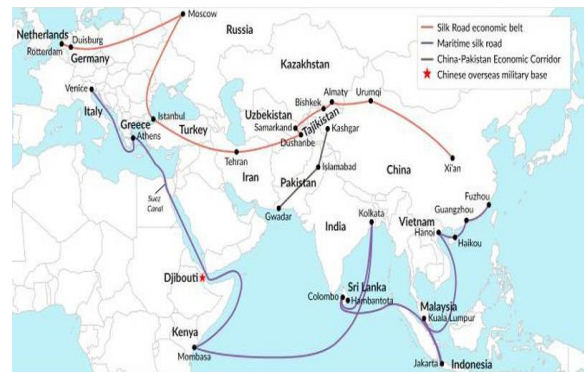 Silk Road economic belt
Maritime silk road
China-Pakistan Economic Corridor
Chinese overseas military base
Moscow
Russia
Netherlands
Duisburg
Rotterdam
Germany
Kazakhstan
Venice
Italy
Almaty
Urumqi
Bishkek
Istanbul
Greece
Athens
Turkey
Uzbekistan
Samarkand
Tajikistan
Dushanbe
Kashgar
Tehran
Iran
Islamabad
Pakistan
China
Xi'an
Suez
Canal
Gwadar
India
Kolkata
Fuzhou
Guangzhou
Vietnam
Hanoi
Haikou
Djibouti
Sri Lanka
Colombo
Hambantota
Malaysia
Kuala Lumpur
Kenya
Mombasa
Jakarta
Indonesia